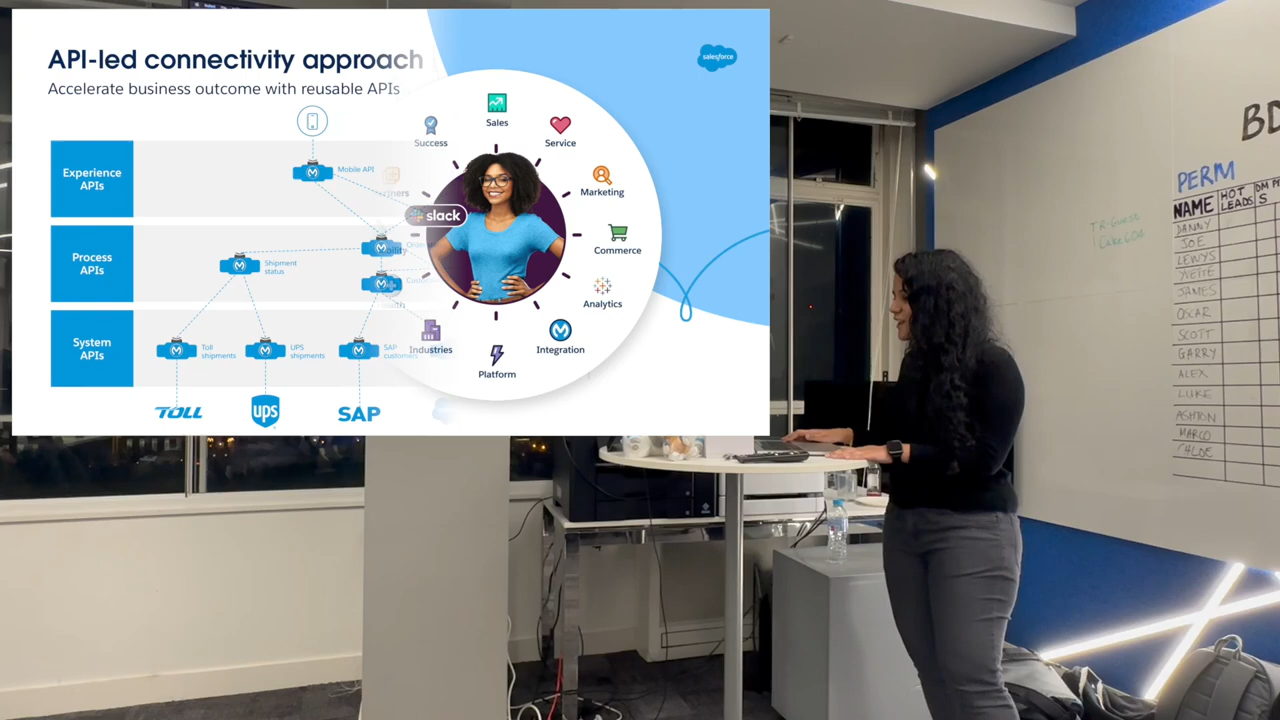 API-led connectivity approach
Accelerate business outcome with reusable APIs
salesforce
Experience
APIs
Process
APIs
System
APIs
Mobile API
Shipment
status
Toll
shipments
UPS
shipments
SAP
TOLL
ups
SAP
Success
Sales
Service
Marketing
Commerce
Analytics
Integration
Platform
Industries
slack
TR-Guest
PERM
NAME
HOT
LEADS
DANNY
JOE
LEWYS
YVETTE
JAMES
OSCAR
SCOTT
GARRY
ALEX
LUKE
ASHTON
MARCO
CHLOE
BD